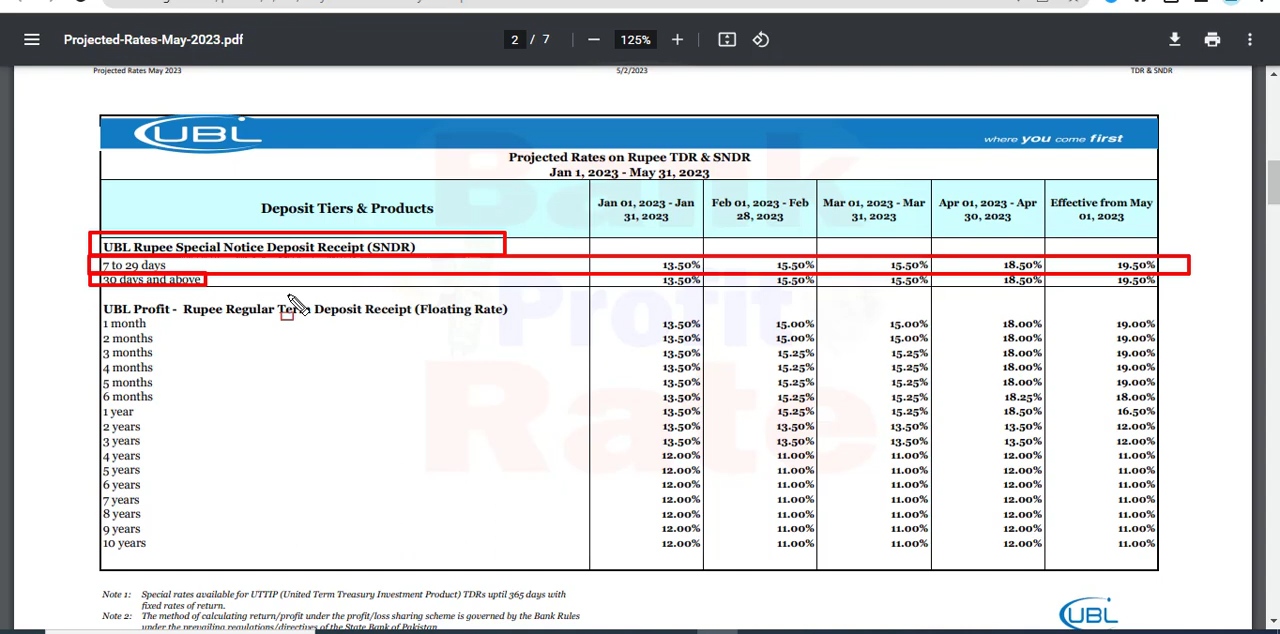 Projected-Rates-May-2023.pdf
2 / 7
125%
Projected Rates May 2023 5/2/2023 TDR & SNDR
UBL where you come first
Projected Rates on Rupee TDR & SNDR
Jan 1, 2023 - May 31, 2023
Deposit Tiers & Products Jan 01, 2023 - Jan 31, 2023 Feb 01, 2023 - Feb 28, 2023 Mar 01, 2023 - Mar 31, 2023 Apr 01, 2023 - Apr 30, 2023 Effective from May 01, 2023
UBL Rupee Special Notice Deposit Receipt (SNDR)
7 to 29 days 13.50% 15.50% 15.50% 18.50% 19.50%
30 days and above 13.50% 15.50% 15.50% 18.50% 19.50%
UBL Profit - Rupee Regular Term Deposit Receipt (Floating Rate)
1 month 13.50% 15.00% 15.00% 18.00% 19.00%
2 months 13.50% 15.00% 15.00% 18.00% 19.00%
3 months 13.50% 15.25% 15.25% 18.00% 19.00%
4 months 13.50% 15.25% 15.25% 18.00% 19.00%
5 months 13.50% 15.25% 15.25% 18.00% 19.00%
6 months 13.50% 15.25% 15.25% 18.25% 18.00%
1 year 13.50% 15.25% 15.25% 18.50% 16.50%
2 years 13.50% 13.50% 13.50% 13.50% 12.00%
3 years 13.50% 13.50% 13.50% 13.50% 12.00%
4 years 12.00% 11.00% 11.00% 12.00% 11.00%
5 years 12.00% 11.00% 11.00% 12.00% 11.00%
6 years 12.00% 11.00% 11.00% 12.00% 11.00%
7 years 12.00% 11.00% 11.00% 12.00% 11.00%
8 years 12.00% 11.00% 11.00% 12.00% 11.00%
9 years 12.00% 11.00% 11.00% 12.00% 11.00%
10 years 12.00% 11.00% 11.00% 12.00% 11.00%
Bank
Profit
Rate
Note 1: Special rates available for UTTIP (United Term Treasury Investment Product) TDRs uptil 365 days with
fixed rates of return.
Note 2: The method of calculating return/profit under the profit/loss sharing scheme is governed by the Bank Rules
under the prevailing regulations/directives of the State Bank of Pakistan.
UBL